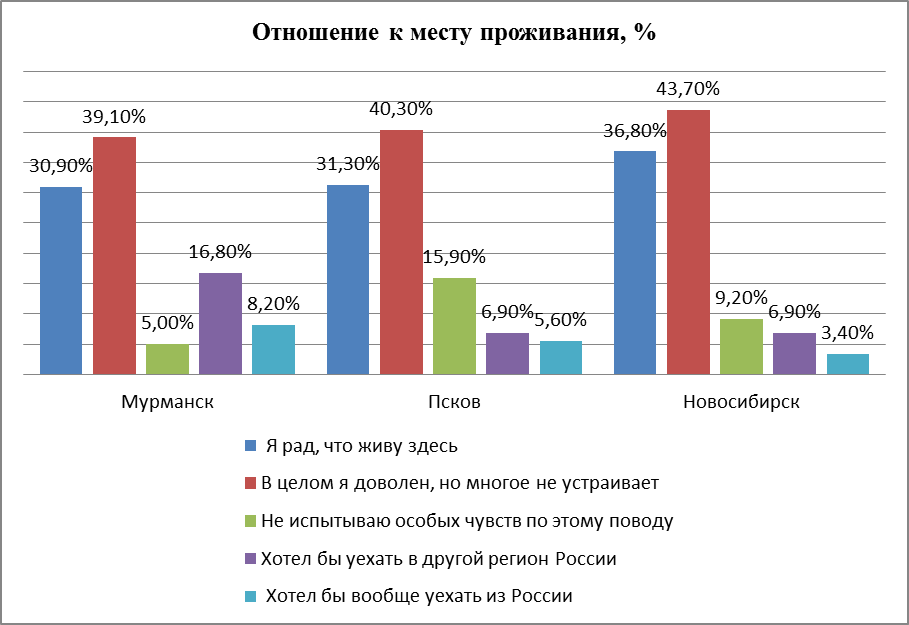 Отношение к месту проживания, %
30,90% 39,10% 5,00% 16,80% 8,20%
31,30% 40,30% 15,90% 6,90% 5,60%
36,80% 43,70% 9,20% 6,90% 3,40%
Мурманск Псков Новосибирск
Я рад, что живу здесь
В целом я доволен, но многое не устраивает
Не испытываю особых чувств по этому поводу
Хотел бы уехать в другой регион России
Хотел бы вообще уехать из России